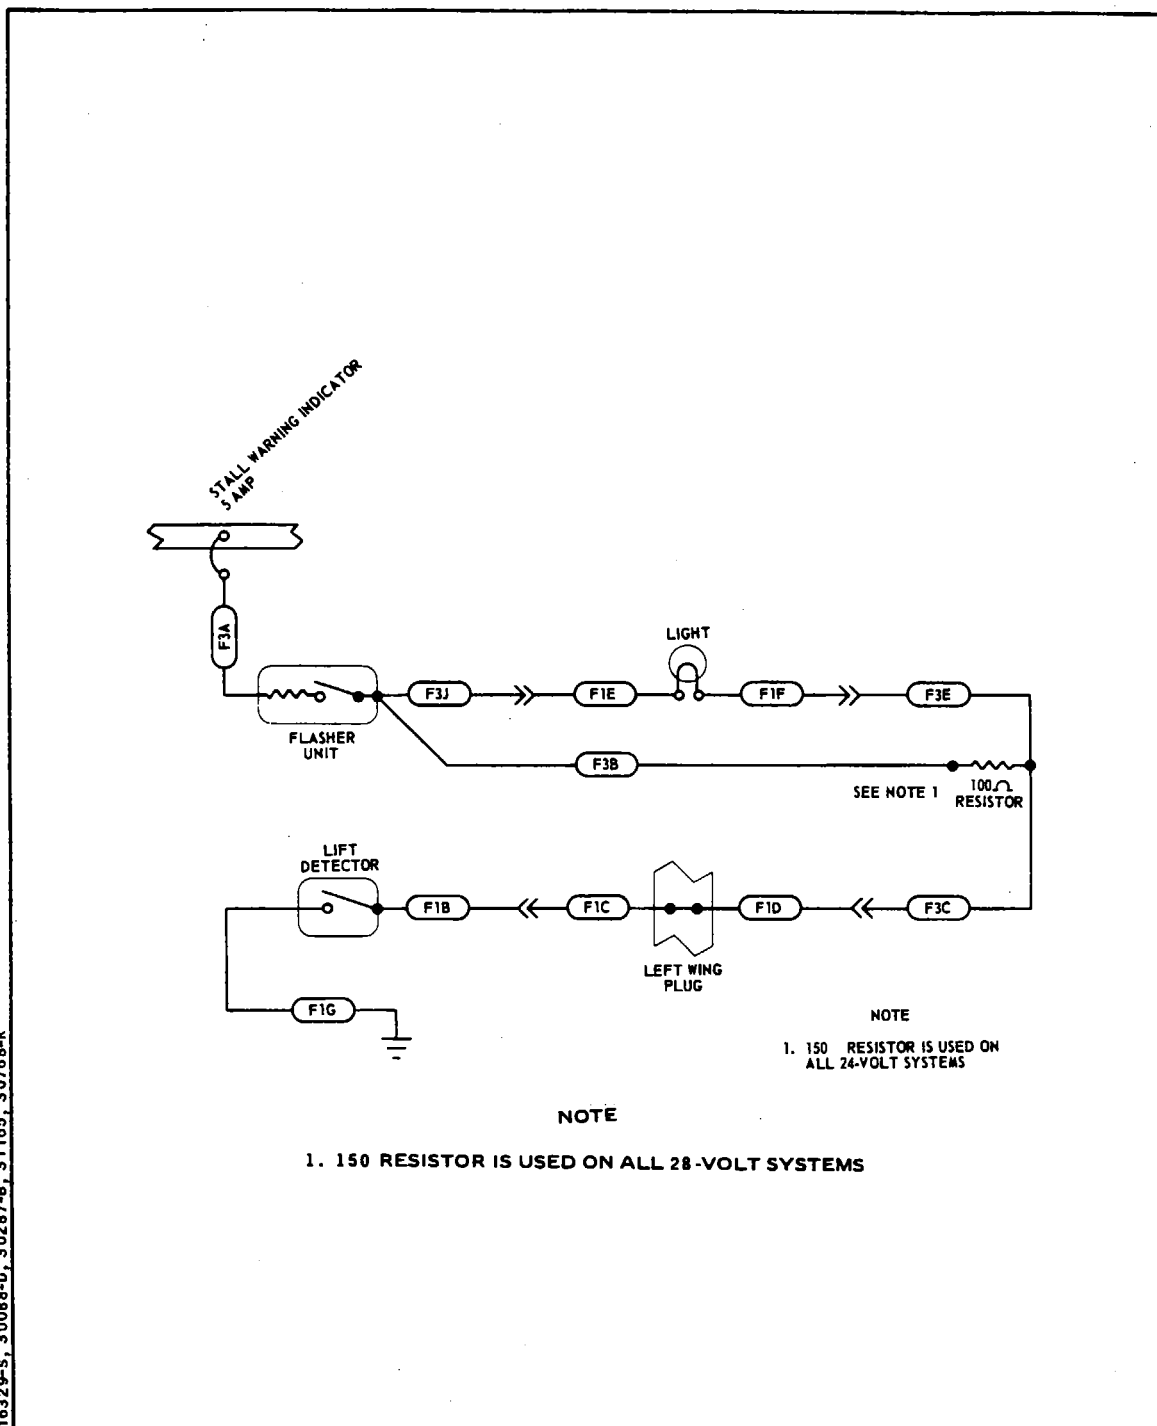 STALL WARNING INDICATOR
5 AMP
F3A
LIGHT
F3J
F1E
F1F
F3E
FLASHER
UNIT
F3B
SEE NOTE 1
100Ω
RESISTOR
LIFT
DETECTOR
F1B
F1C
F1D
F3C
LEFT WING
PLUG
F1G
NOTE
1. 150 RESISTOR IS USED ON
ALL 24-VOLT SYSTEMS
NOTE
1. 150 RESISTOR IS USED ON ALL 28-VOLT SYSTEMS